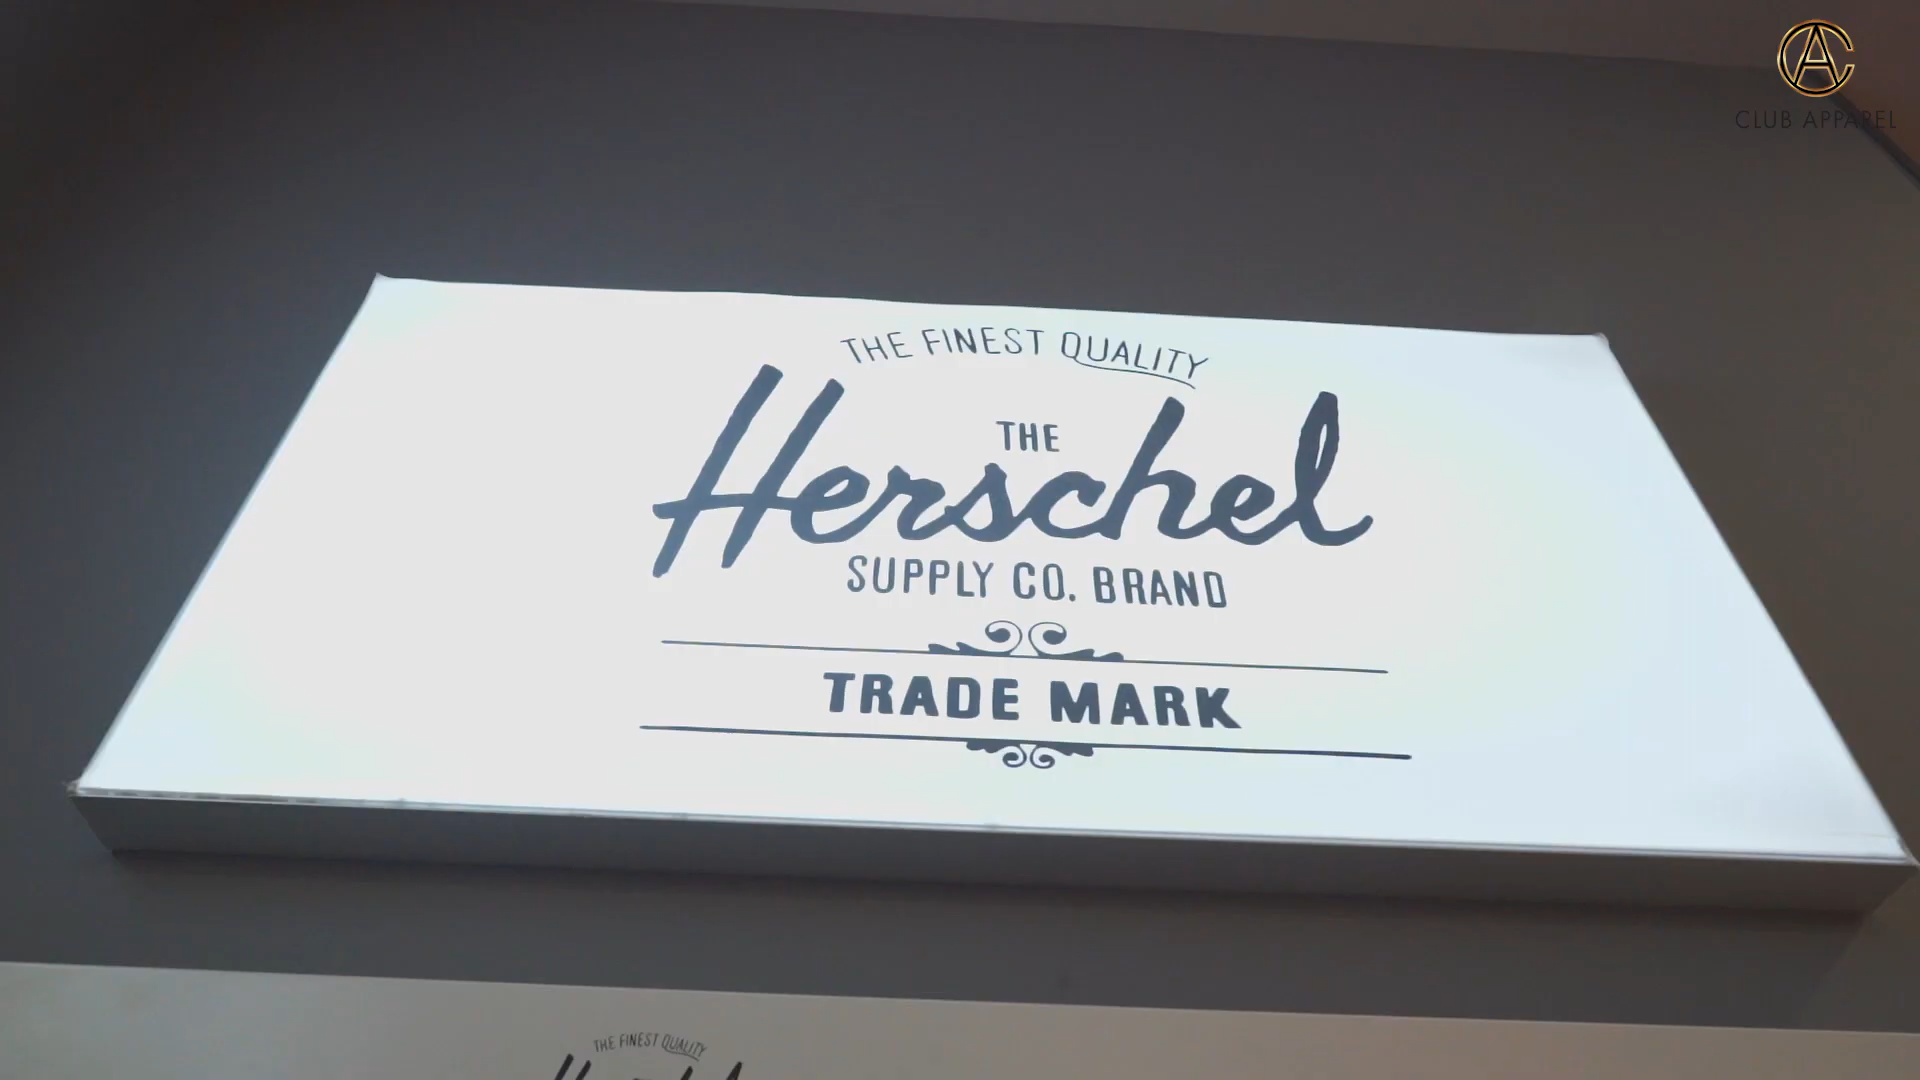 CLUB APPAREL
THE FINEST QUALITY
THE
Herschel
SUPPLY CO. BRAND
TRADE MARK
THE FINEST QUALITY